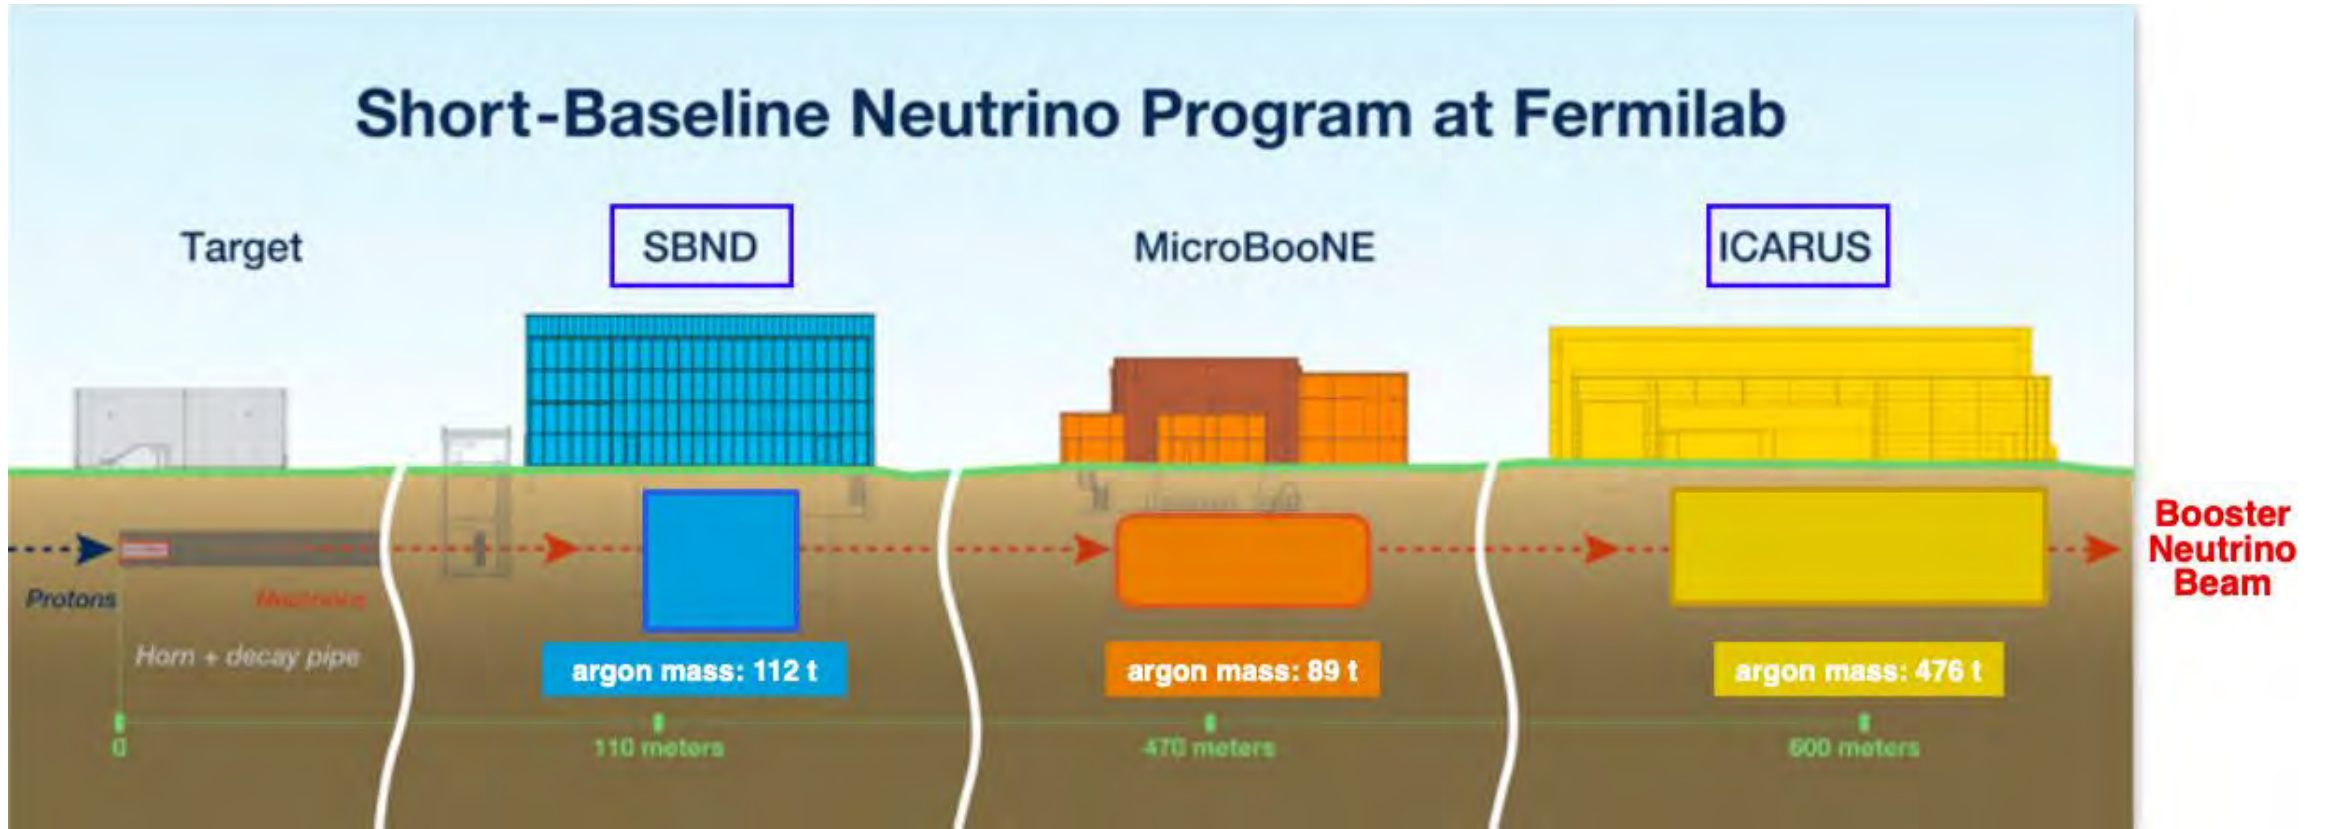 Short-Baseline Neutrino Program at Fermilab
Target
SBND
MicroBooNE
ICARUS
Protons
Neutrinos
Horn + decay pipe
Booster
Neutrino
Beam
argon mass: 112 t
argon mass: 89 t
argon mass: 476 t
0
110 meters
470 meters
600 meters